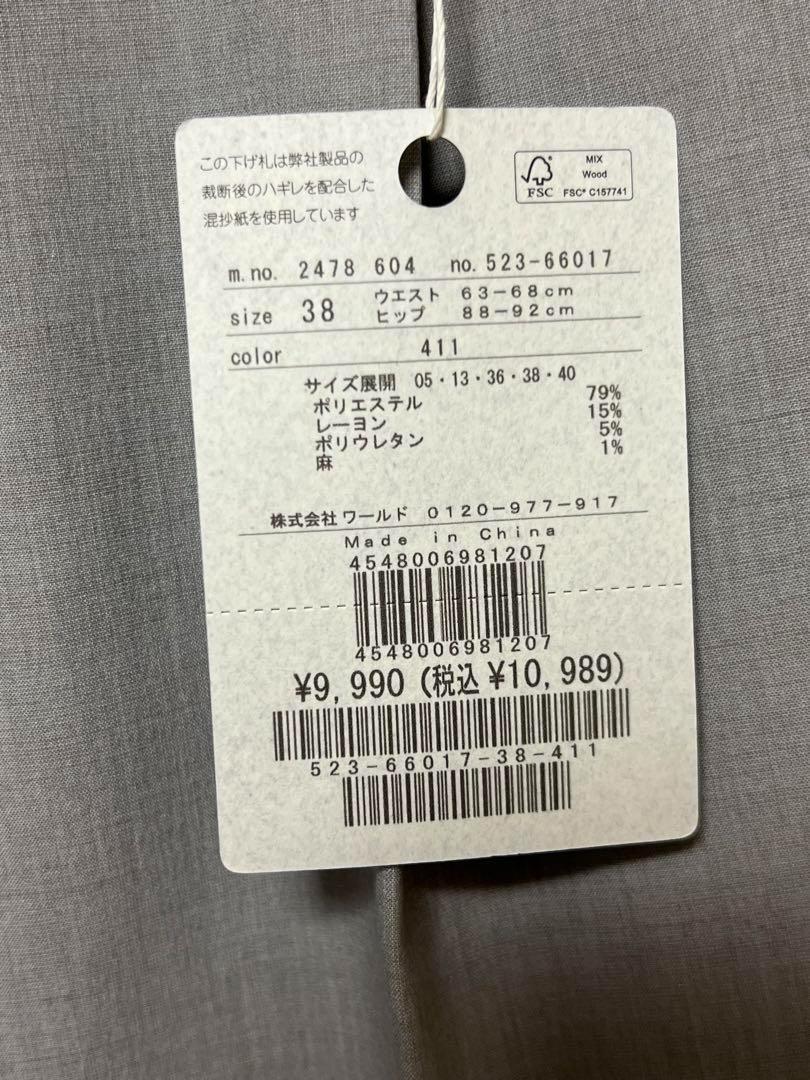 この下げ札は弊社製品の
裁断後のハギレを配合した
混抄紙を使用しています
FSC
MIX
Wood
FSC® C157741
m.no. 2478 604 no. 523-66017
size 38 ウエスト 63-68cm
ヒップ 88-92cm
color 411
サイズ展開 05・13・36・38・40
ポリエステル 79%
レーヨン 15%
ポリウレタン 5%
麻 1%
株式会社 ワールド 0120-977-917
Made in China
4548006981207
4548006981207
¥9,990 (税込 ¥10,989)
523-66017-38-411